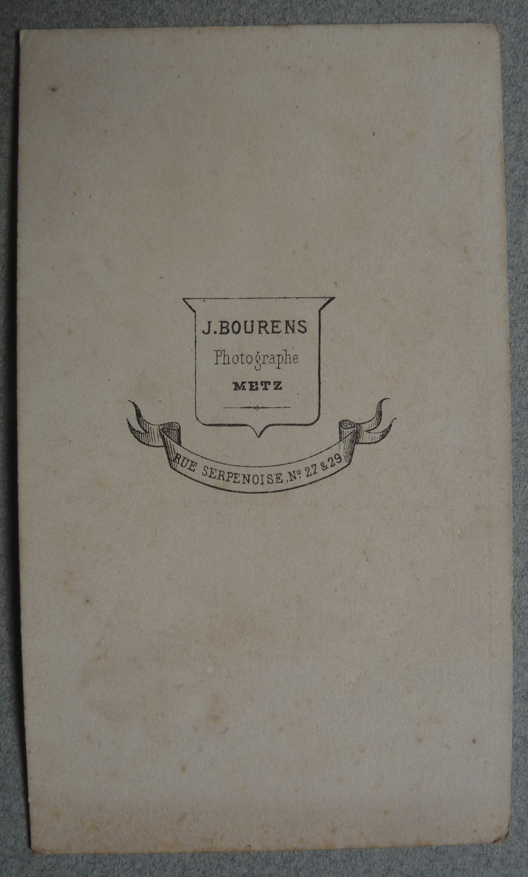 J. BOURENS
Photographe
METZ
RUE SERPENOISE, Nº 27 & 29